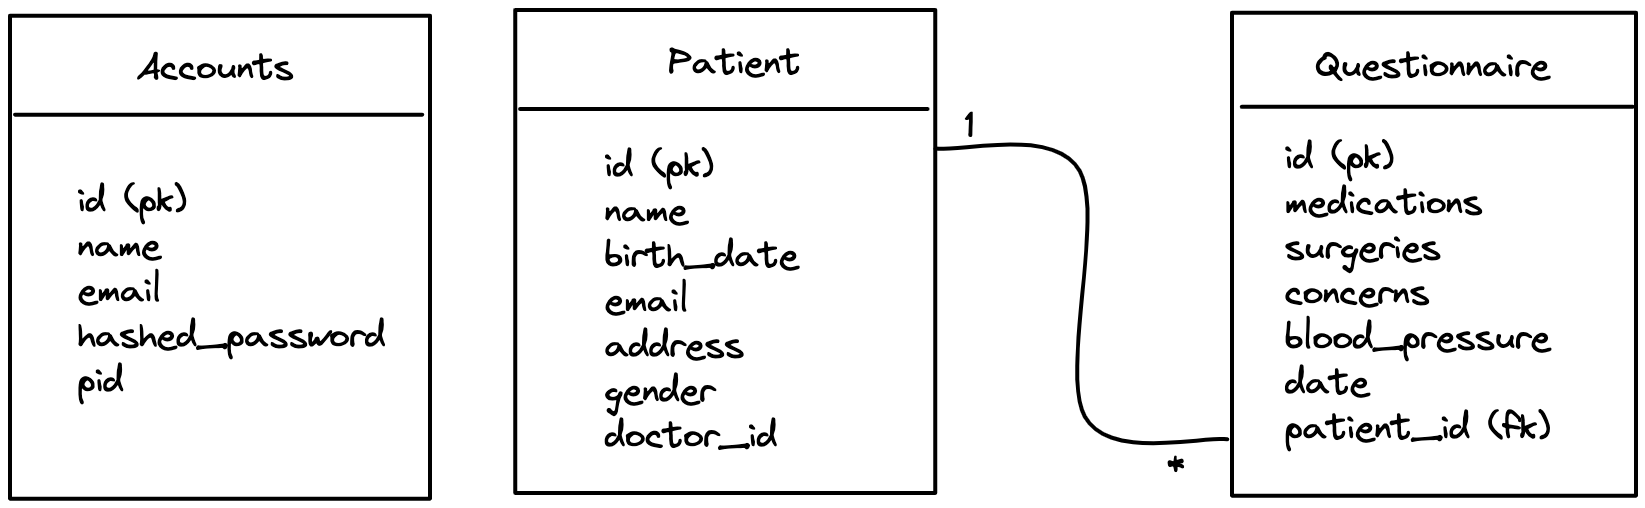 Accounts
id (pk)
name
email
hashed_password
pid
Patient
id (pk)
name
birth_date
email
address
gender
doctor_id
1
*
Questionnaire
id (pk)
medications
surgeries
concerns
blood_pressure
date
patient_id (fk)